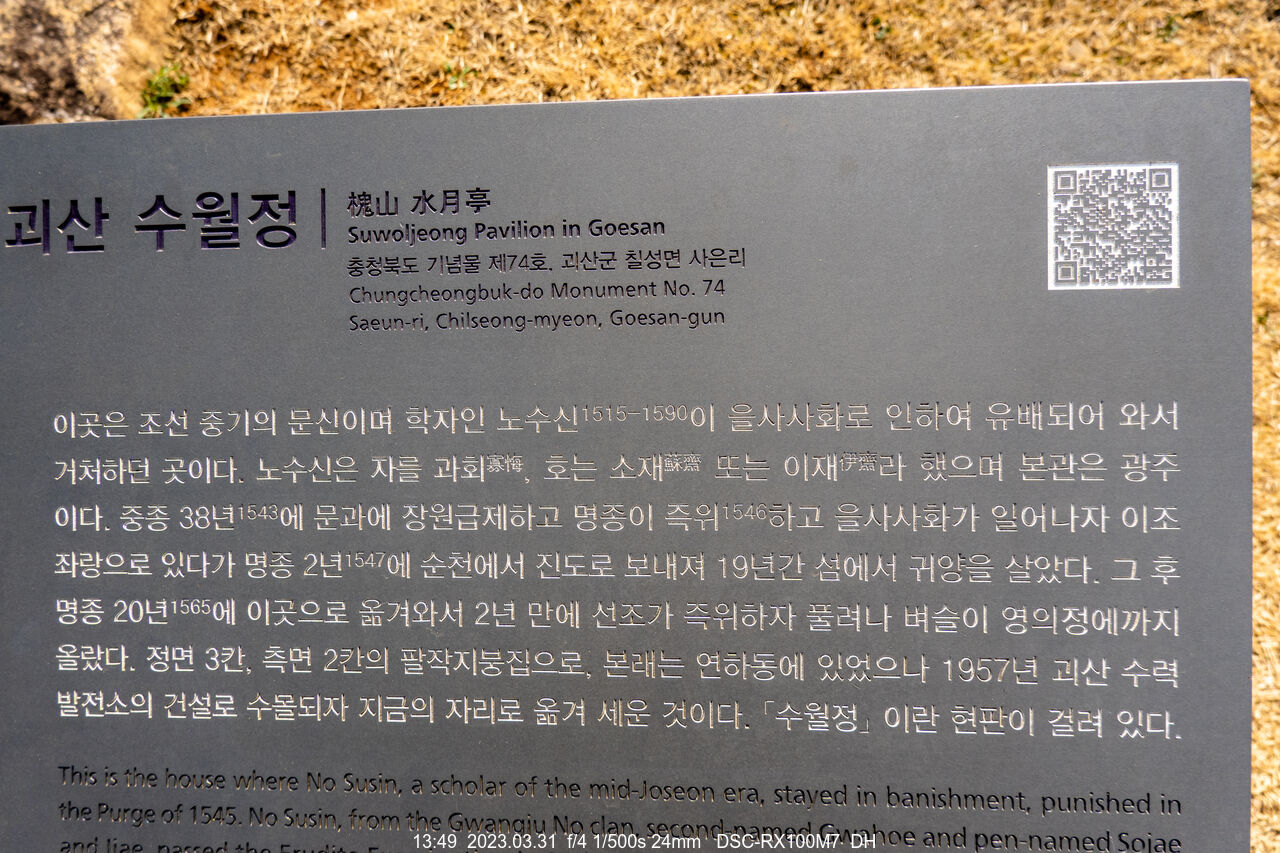 괴산 수월정
槐山 水月亭
Suwoljeong Pavilion in Goesan
충청북도 기념물 제74호. 괴산군 칠성면 사은리
Chungcheongbuk-do Monument No. 74
Saeun-ri, Chilseong-myeon, Goesan-gun
이곳은 조선 중기의 문신이며 학자인 노수신1515-1590이 을사사화로 인하여 유배되어 와서
거처하던 곳이다. 노수신은 자를 과회寡悔, 호는 소재蘇齋 또는 이재伊齋라 했으며 본관은 광주
이다. 중종 38년1543에 문과에 장원급제하고 명종이 즉위1546하고 을사사화가 일어나자 이조
좌랑으로 있다가 명종 2년1547에 순천에서 진도로 보내져 19년간 섬에서 귀양을 살았다. 그 후
명종 20년1565에 이곳으로 옮겨와서 2년 만에 선조가 즉위하자 풀려나 벼슬이 영의정에까지
올랐다. 정면 3칸, 측면 2칸의 팔작지붕집으로, 본래는 연하동에 있었으나 1957년 괴산 수력
발전소의 건설로 수몰되자 지금의 자리로 옮겨 세운 것이다. 「수월정」 이란 현판이 걸려 있다.
This is the house where No Susin, a scholar of the mid-Joseon era, stayed in banishment, punished in
the Purge of 1545. No Susin, from the Gwangju No clan, second-named Gwahoe and pen-named Sojae
and Ijae, passed the Erudite
13:49 2023.03.31 f/4 1/500s 24mm DSC-RX100M7 DH